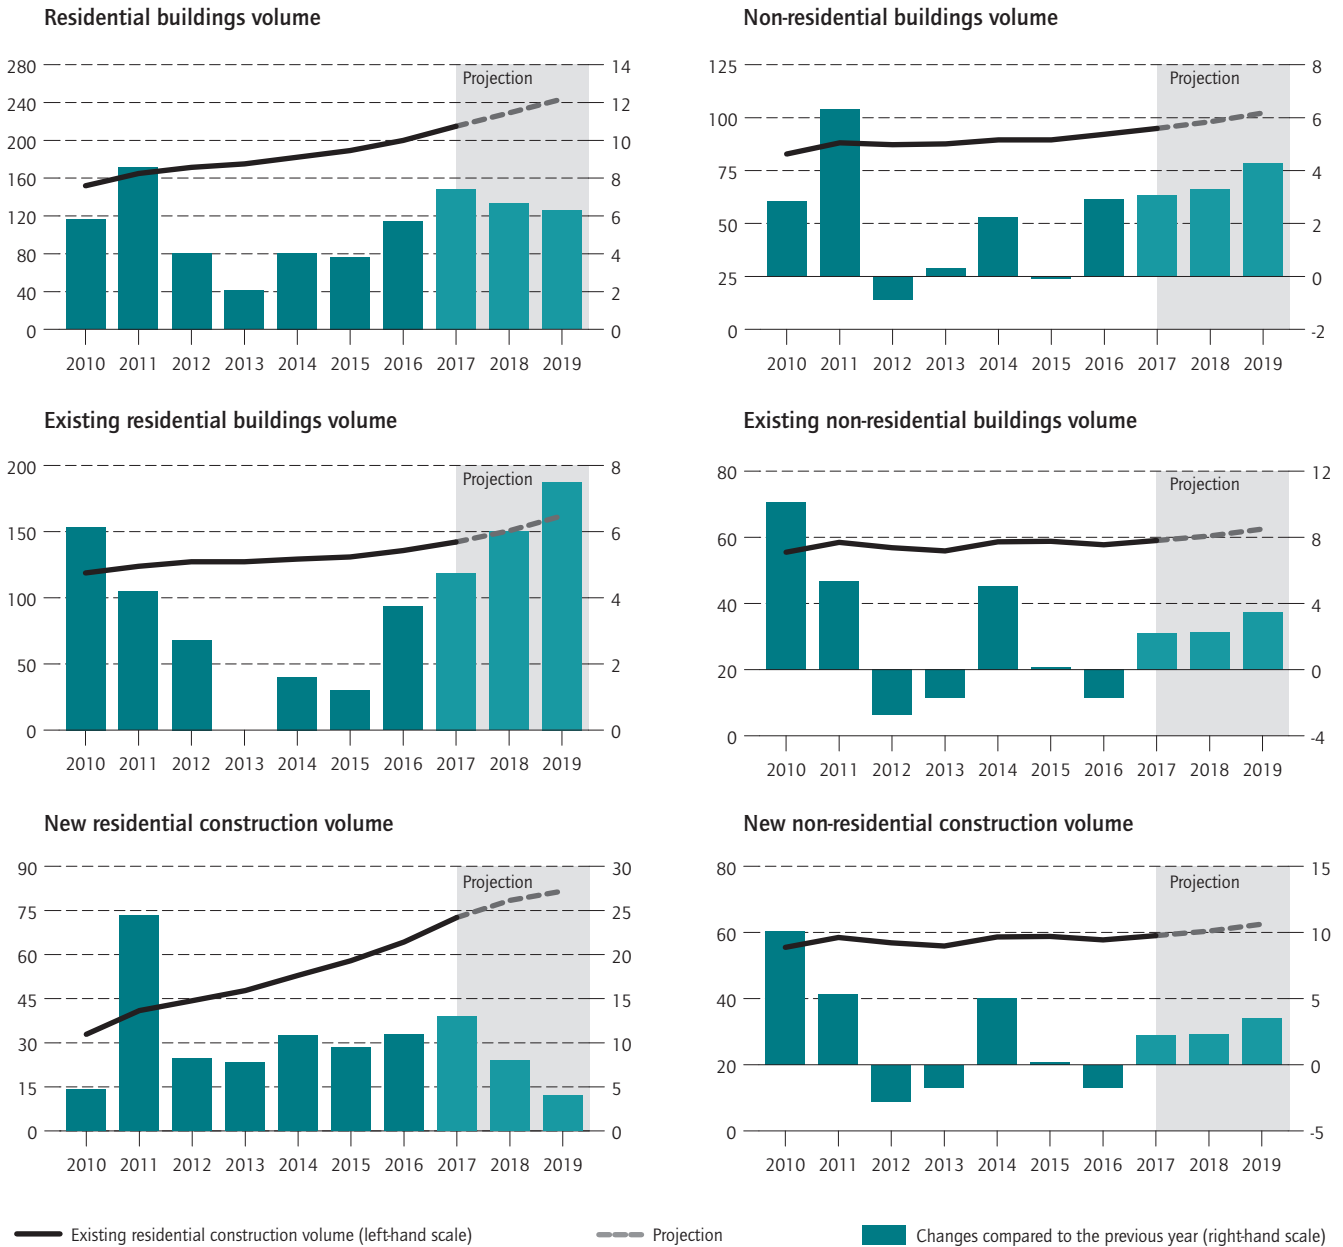 Residential buildings volume
280 14
Projection
240 12
200 10
160 8
120 6
80 4
40 2
0 0
2010 2011 2012 2013 2014 2015 2016 2017 2018 2019
Non-residential buildings volume
125 8
Projection
100 6
75 4
50 2
25 0
0 -2
2010 2011 2012 2013 2014 2015 2016 2017 2018 2019
Existing residential buildings volume
200 8
Projection
150 6
100 4
50 2
0 0
2010 2011 2012 2013 2014 2015 2016 2017 2018 2019
Existing non-residential buildings volume
80 12
Projection
60 8
40 4
20 0
0 -4
2010 2011 2012 2013 2014 2015 2016 2017 2018 2019
New residential construction volume
90 30
Projection
75 25
60 20
45 15
30 10
15 5
0 0
2010 2011 2012 2013 2014 2015 2016 2017 2018 2019
New non-residential construction volume
80 15
Projection
60 10
40 5
20 0
0 -5
2010 2011 2012 2013 2014 2015 2016 2017 2018 2019
Existing residential construction volume (left-hand scale) Projection Changes compared to the previous year (right-hand scale)